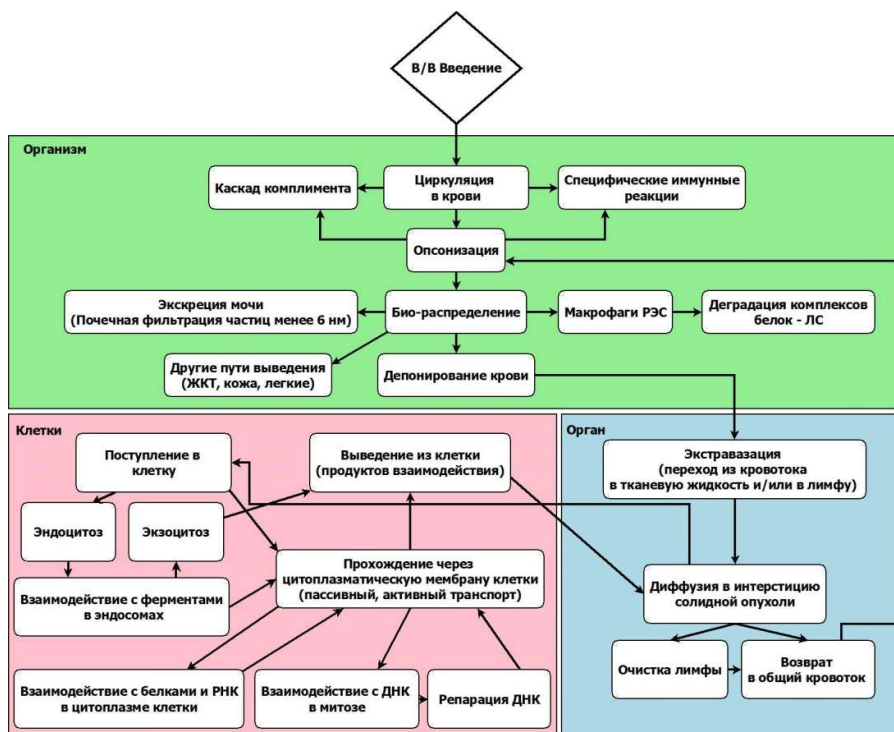 В/В Введение
Организм
Каскад комплимента
Циркуляция
в крови
Специфические иммунные
реакции
Опсонизация
Экскреция мочи
(Почечная фильтрация частиц менее 6 нм)
Био-распределение
Макрофаги РЭС
Деградация комплексов
белок - ЛС
Другие пути выведения
(ЖКТ, кожа, легкие)
Депонирование крови
Клетки
Поступление в
клетку
Выведение из клетки
(продуктов взаимодействия)
Эндоцитоз
Экзоцитоз
Прохождение через
цитоплазматическую мембрану клетки
(пассивный, активный транспорт)
Взаимодействие с ферментами
в эндосомах
Взаимодействие с белками и РНК
в цитоплазме клетки
Взаимодействие с ДНК
в митозе
Репарация ДНК
Орган
Экстравазация
(переход из кровотока
в тканевую жидкость и/или в лимфу)
Диффузия в интерстицию
солидной опухоли
Очистка лимфы
Возврат
в общий кровоток